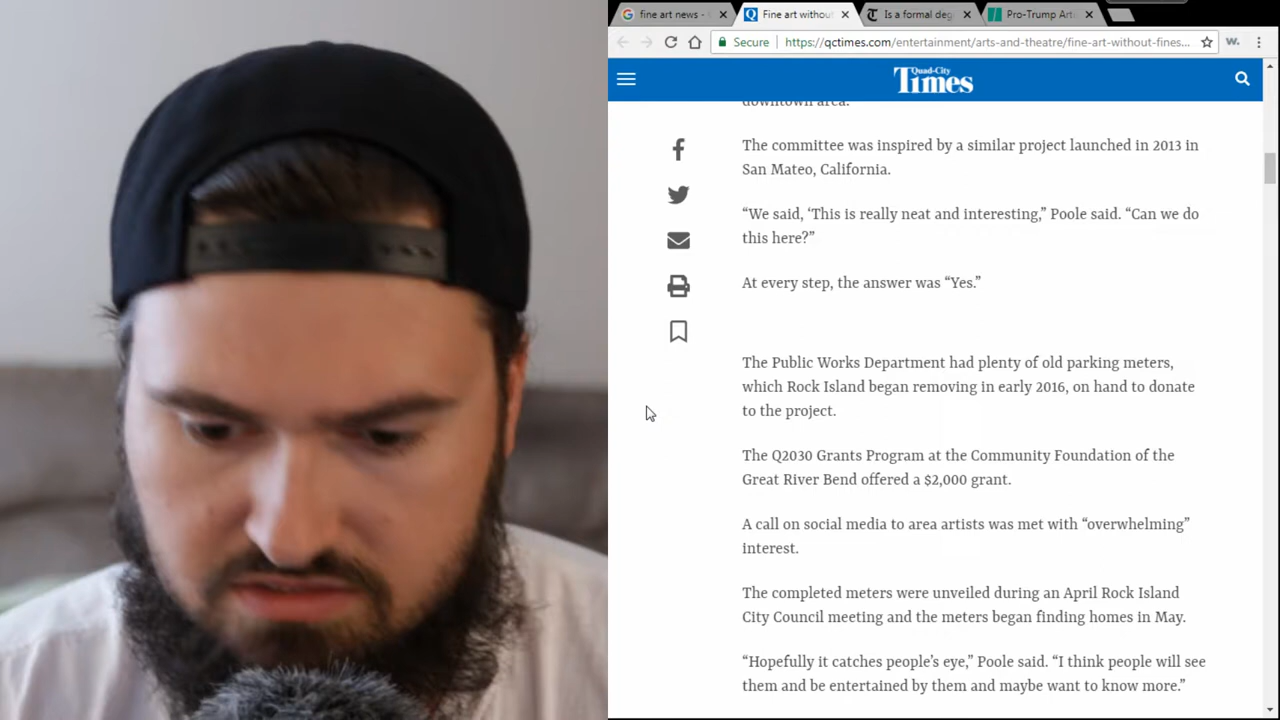 fine art news -
Fine art withou
Is a formal deg
Pro-Trump Art
Secure
https://qctimes.com/entertainment/arts-and-theatre/fine-art-without-fines...
W.
Quad-City
Times
downtown area.
The committee was inspired by a similar project launched in 2013 in
San Mateo, California.
“We said, ‘This is really neat and interesting,” Poole said. “Can we do
this here?”
At every step, the answer was “Yes.”
The Public Works Department had plenty of old parking meters,
which Rock Island began removing in early 2016, on hand to donate
to the project.
The Q2030 Grants Program at the Community Foundation of the
Great River Bend offered a $2,000 grant.
A call on social media to area artists was met with “overwhelming”
interest.
The completed meters were unveiled during an April Rock Island
City Council meeting and the meters began finding homes in May.
“Hopefully it catches people’s eye,” Poole said. “I think people will see
them and be entertained by them and maybe want to know more.”